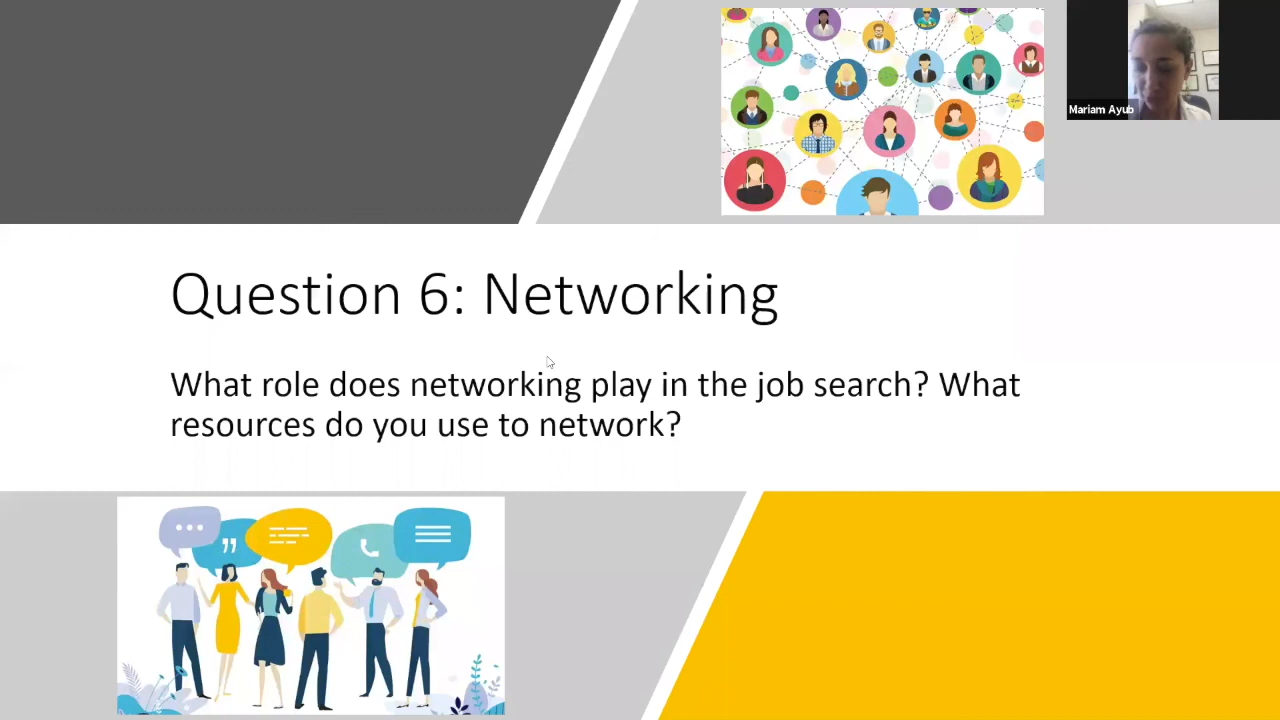 Mariam Ayub
Question 6: Networking
What role does networking play in the job search? What
resources do you use to network?